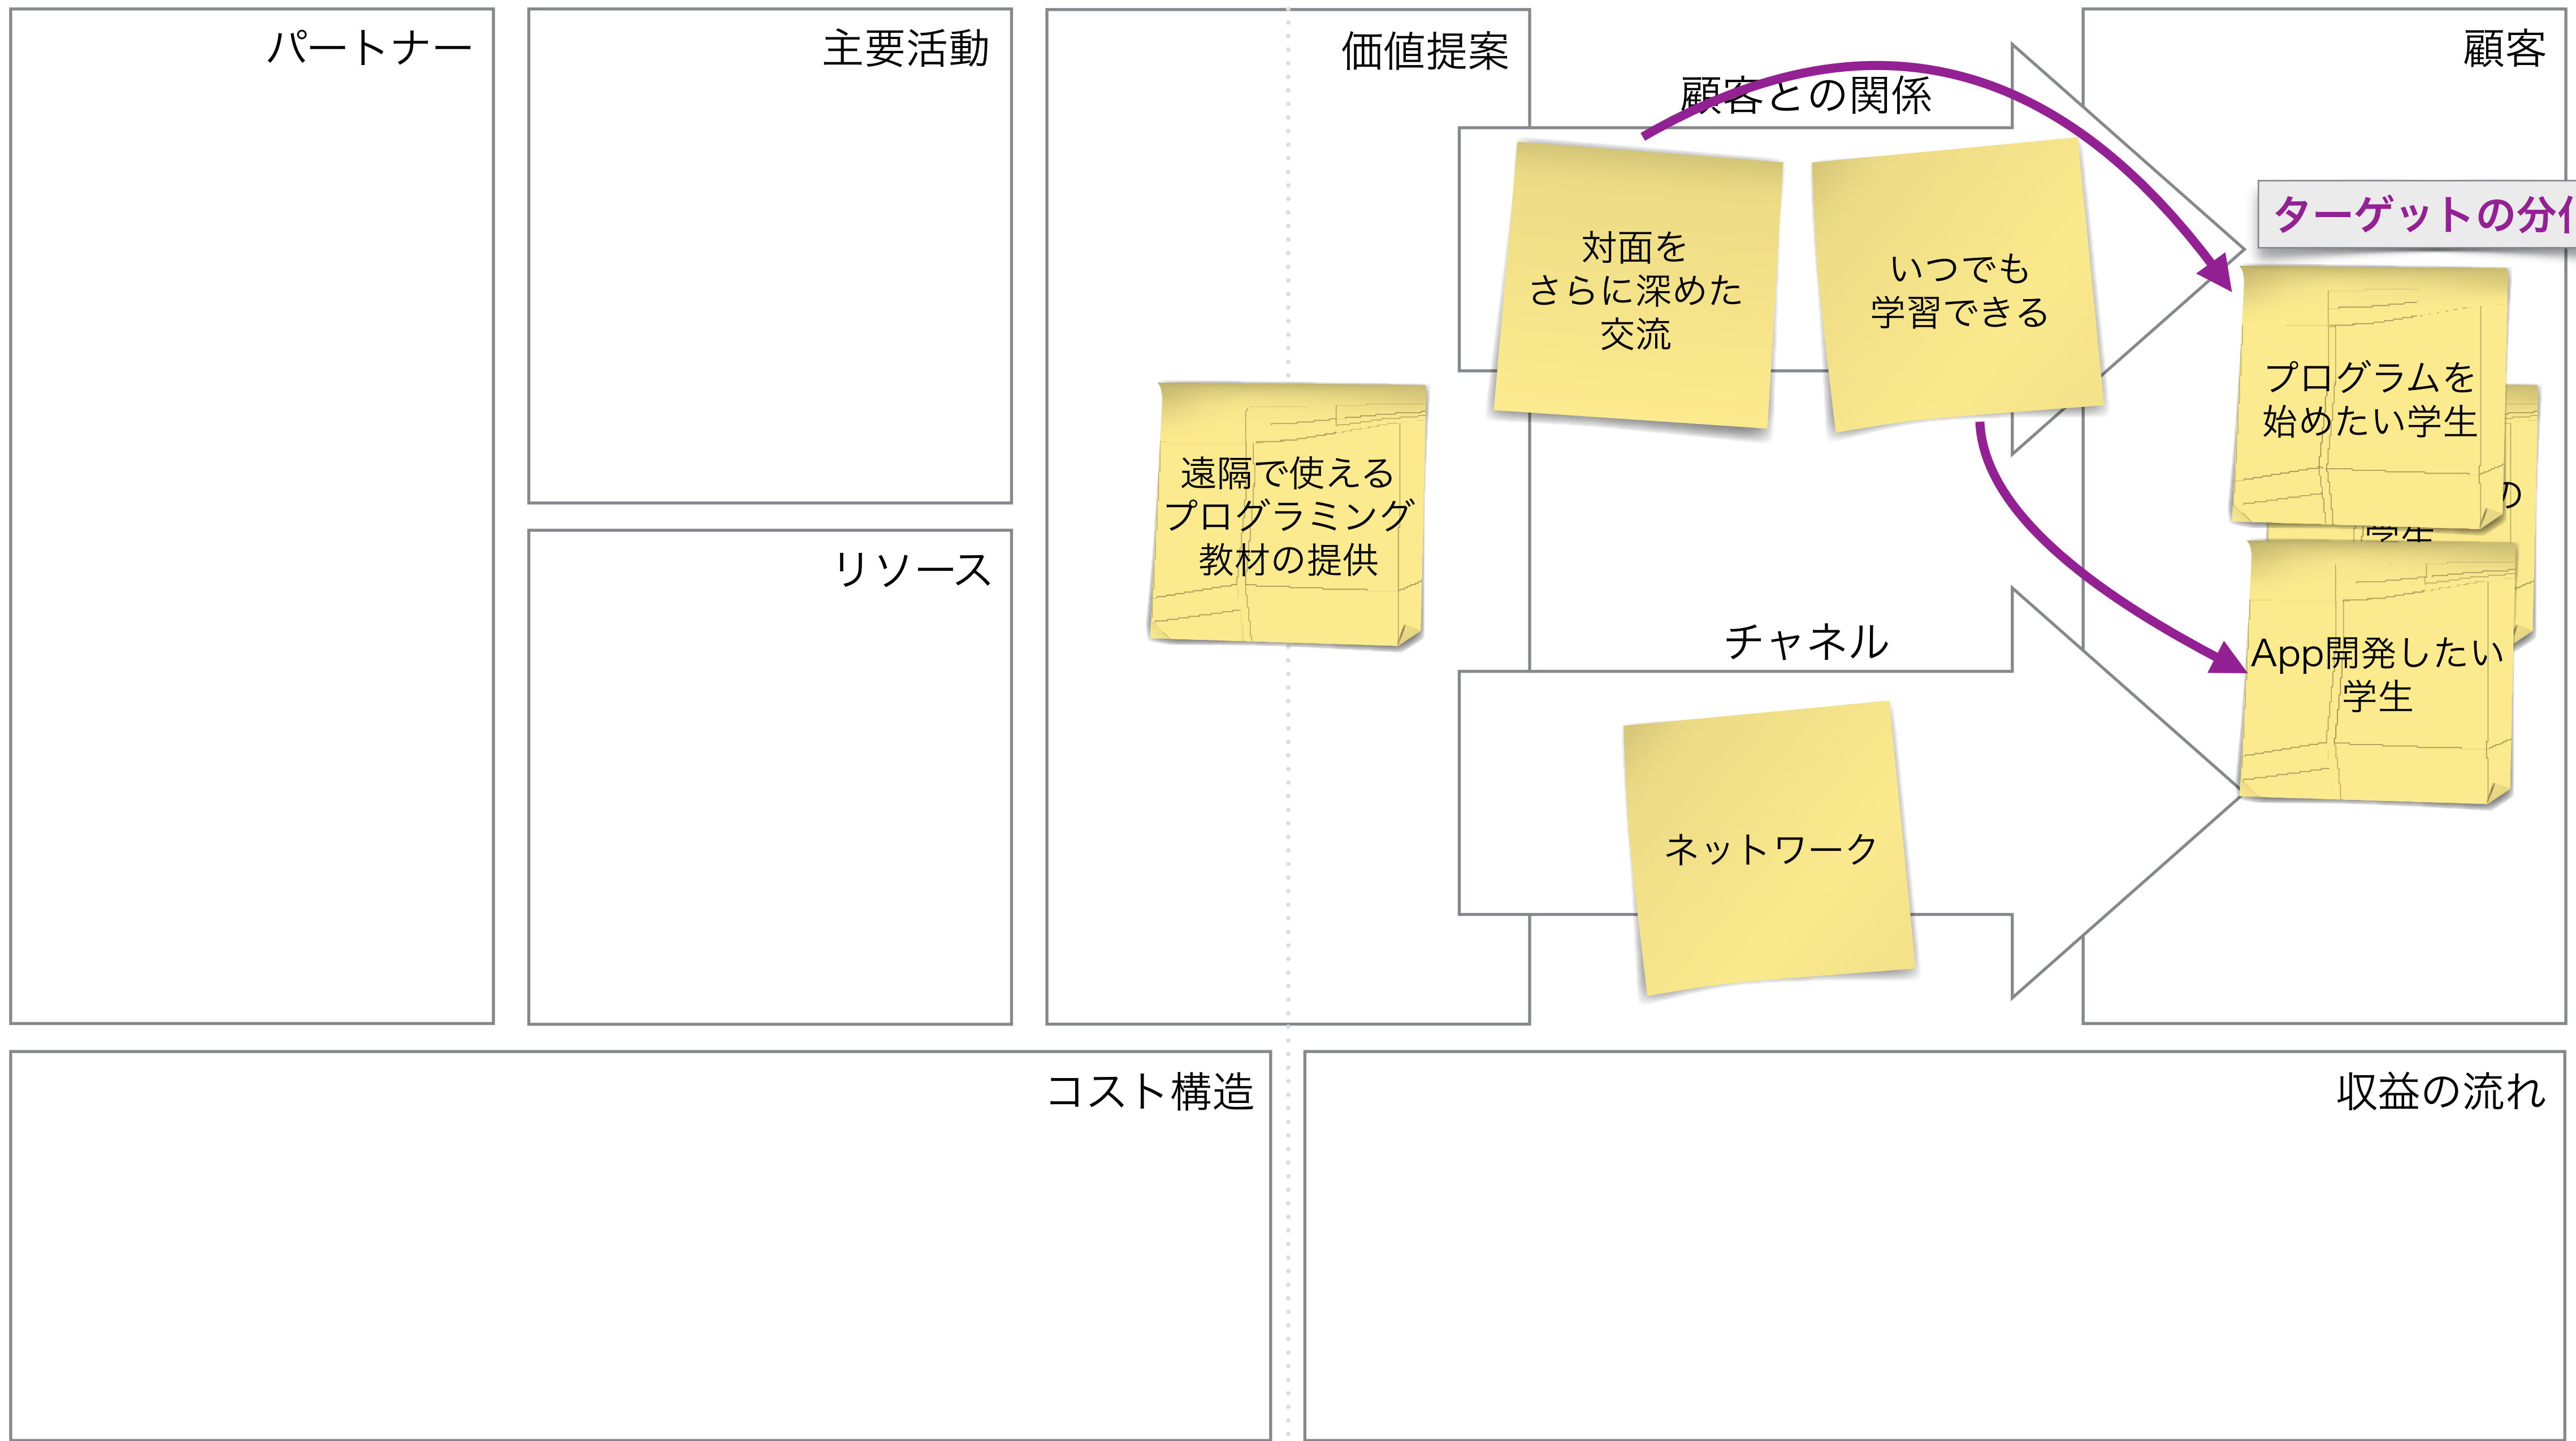 パートナー
主要活動
リソース
価値提案
遠隔で使える
プログラミング
教材の提供
顧客との関係
対面を
さらに深めた
交流
いつでも
学習できる
チャネル
ネットワーク
顧客
ターゲットの分
プログラムを
始めたい学生
の
学生
App開発したい
学生
コスト構造
収益の流れ